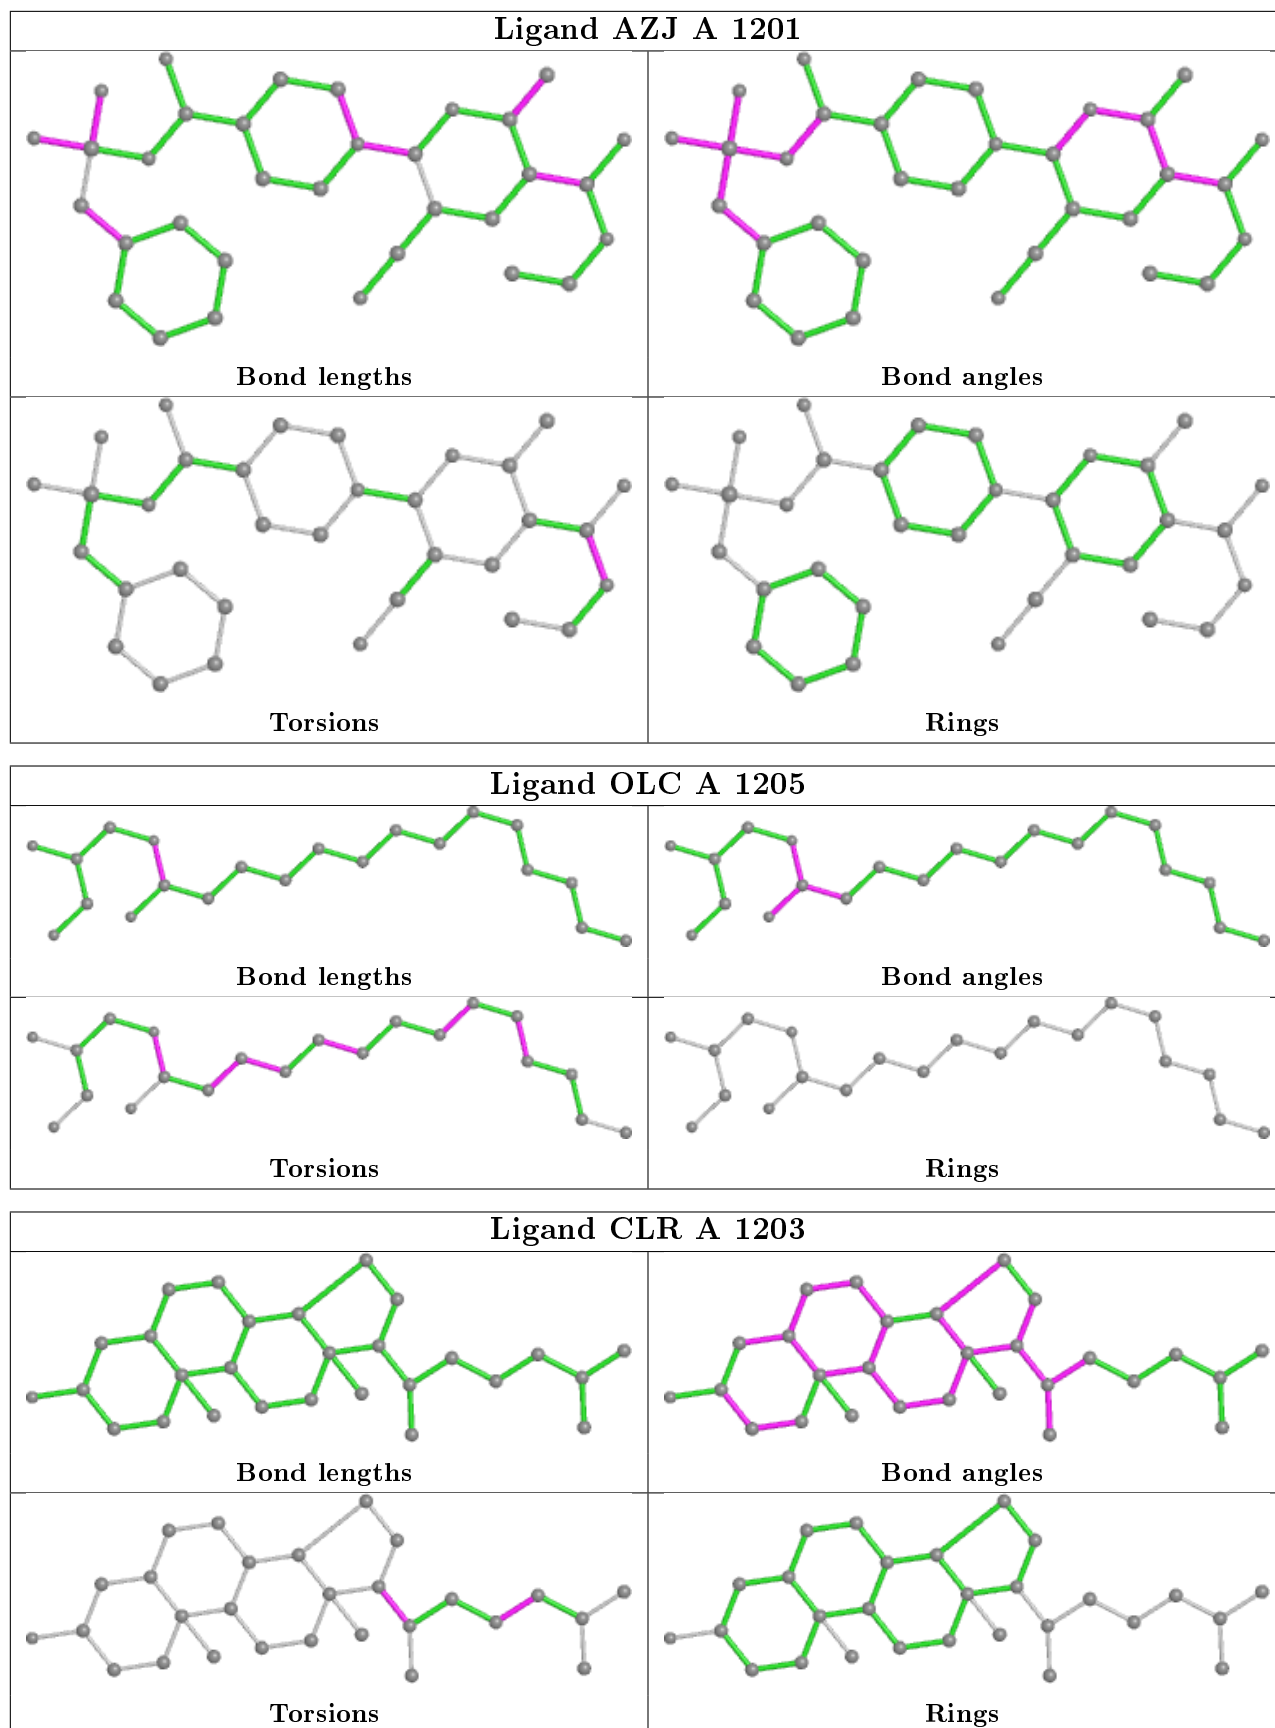 Ligand AZJ A 1201
Bond lengths
Bond angles
Torsions
Rings
Ligand OLC A 1205
Bond lengths
Bond angles
Torsions
Rings
Ligand CLR A 1203
Bond lengths
Bond angles
Torsions
Rings